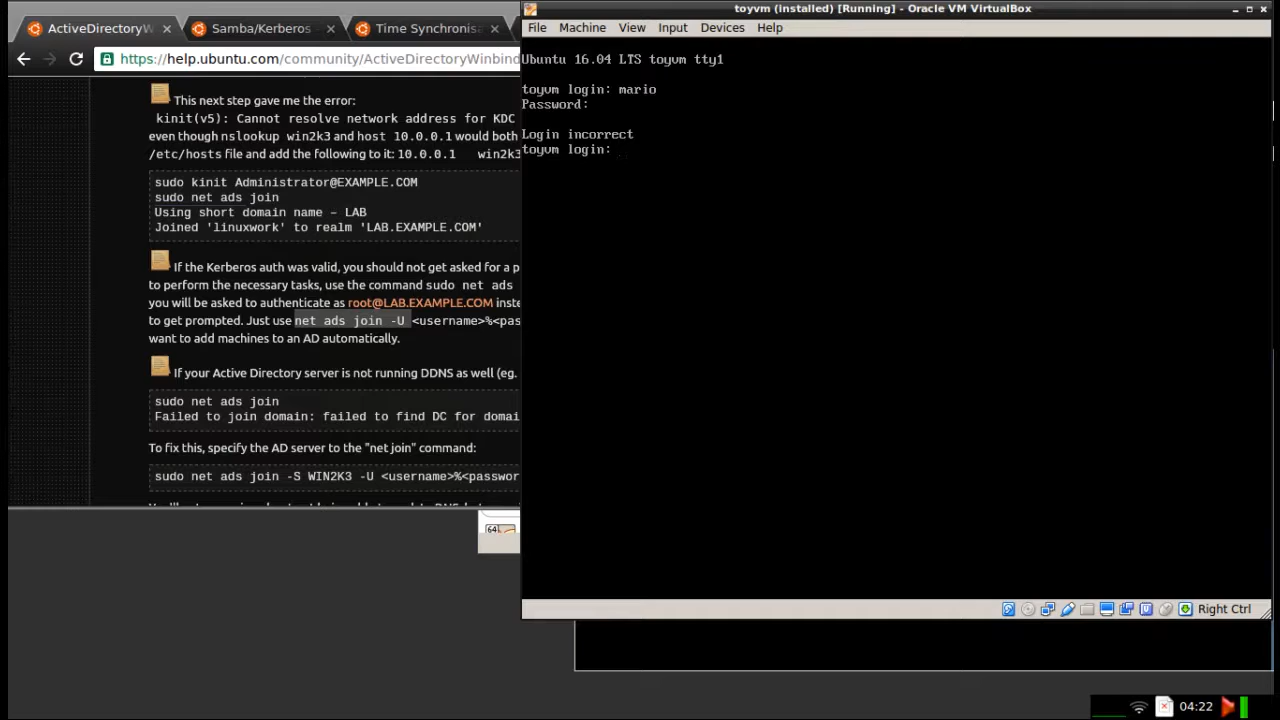 ActiveDirectoryW
Samba/Kerberos
Time Synchronis
https://help.ubuntu.com/community/ActiveDirectoryWinbind
This next step gave me the error:
kinit(v5): Cannot resolve network address for KDC
even though nslookup win2k3 and host 10.0.0.1 would both
/etc/hosts file and add the following to it: 10.0.0.1 win2k3
sudo kinit Administrator@EXAMPLE.COM
sudo net ads join
Using short domain name – LAB
Joined 'linuxwork' to realm 'LAB.EXAMPLE.COM'
If the Kerberos auth was valid, you should not get asked for a p
to perform the necessary tasks, use the command sudo net ads
you will be asked to authenticate as root@LAB.EXAMPLE.COM inste
to get prompted. Just use net ads join -U <username>%<pas
want to add machines to an AD automatically.
If your Active Directory server is not running DDNS as well (eg.
sudo net ads join
Failed to join domain: failed to find DC for domai
To fix this, specify the AD server to the "net join" command:
sudo net ads join -S WIN2K3 -U <username>%<passwor
64
toyvm (Installed) [Running] - Oracle VM VirtualBox
File Machine View Input Devices Help
Ubuntu 16.04 LTS toyvm tty1
toyvm login: mario
Password:
Login incorrect
toyvm login:
Right Ctrl
04:22